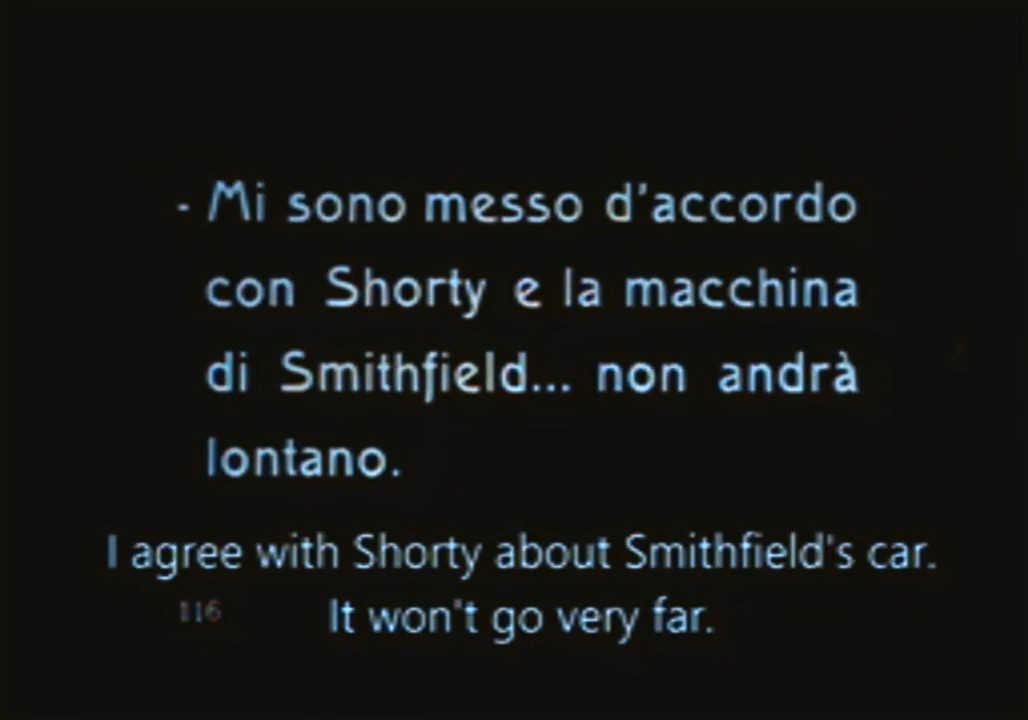 - Mi sono messo d'accordo
con Shorty e la macchina
di Smithfield... non andrà
lontano.
I agree with Shorty about Smithfield's car.
116
It won't go very far.